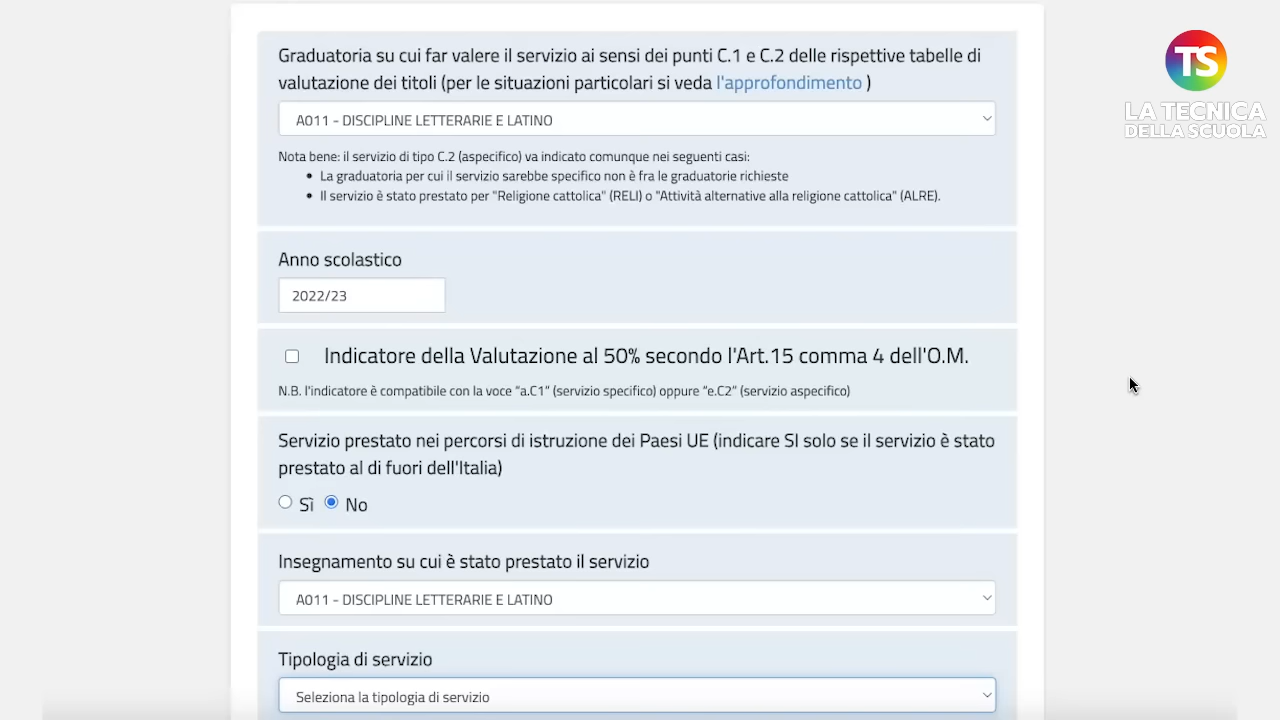 Graduatoria su cui far valere il servizio ai sensi dei punti C.1 e C.2 delle rispettive tabelle di
valutazione dei titoli (per le situazioni particolari si veda l'approfondimento )
A011 - DISCIPLINE LETTERARIE E LATINO
Nota bene: il servizio di tipo C.2 (aspecifico) va indicato comunque nei seguenti casi:
• La graduatoria per cui il servizio sarebbe specifico non è fra le graduatorie richieste
• Il servizio è stato prestato per "Religione cattolica" (RELI) o "Attività alternative alla religione cattolica" (ALRE).
Anno scolastico
2022/23
Indicatore della Valutazione al 50% secondo l'Art.15 comma 4 dell'O.M.
N.B. l'indicatore è compatibile con la voce “a.C1” (servizio specifico) oppure “e.C2” (servizio aspecifico)
Servizio prestato nei percorsi di istruzione dei Paesi UE (indicare SI solo se il servizio è stato
prestato al di fuori dell'Italia)
Sì No
Insegnamento su cui è stato prestato il servizio
A011 - DISCIPLINE LETTERARIE E LATINO
Tipologia di servizio
Seleziona la tipologia di servizio
TS
LA TECNICA
DELLA SCUOLA